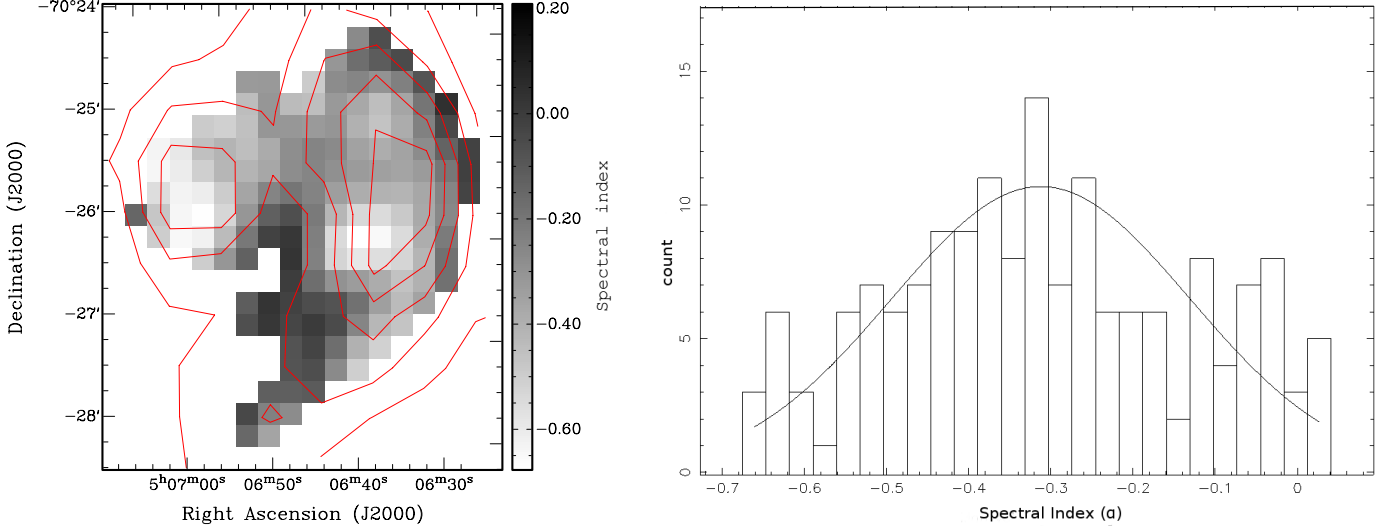 −70°24′
−25′
−26′
−27′
−28′
Declination (J2000)
5ʰ07ᵐ00ˢ 06ᵐ50ˢ 06ᵐ40ˢ 06ᵐ30ˢ
Right Ascension (J2000)
0.20
0.00
−0.20
−0.40
−0.60
Spectral index
15
10
5
0
count
−0.7 −0.6 −0.5 −0.4 −0.3 −0.2 −0.1 0
Spectral Index (α)